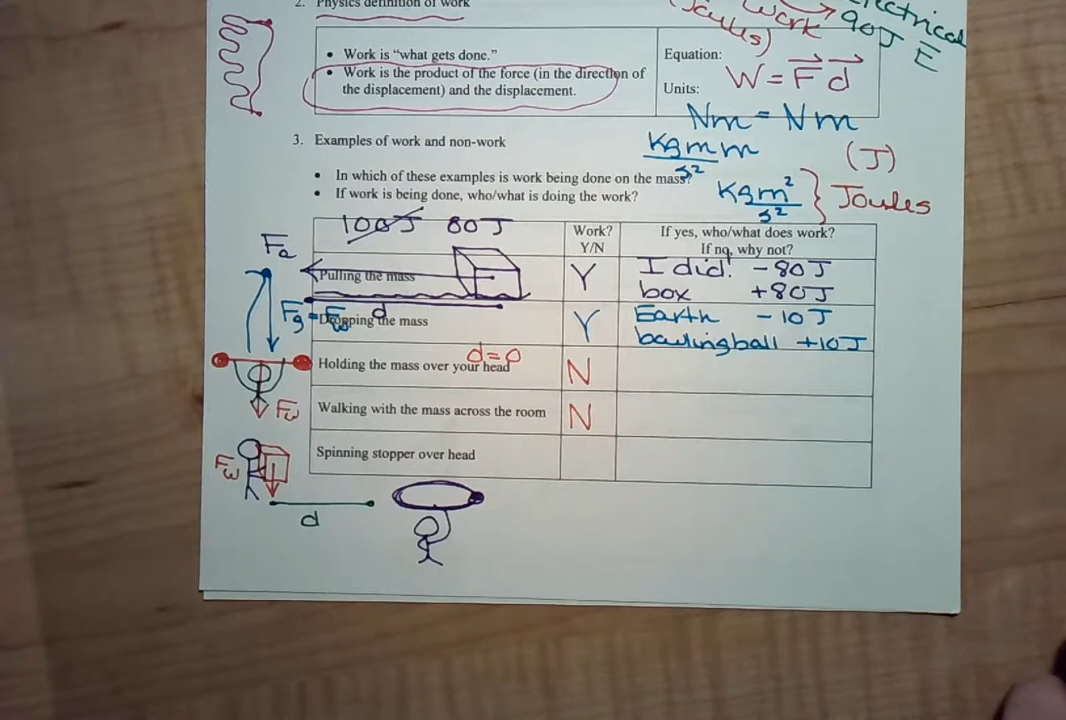 2. Physics definition of work
(Joules)
work
90J
E
• Work is "what gets done."
• Work is the product of the force (in the direction of
the displacement) and the displacement.
Equation:
W = F d
Units:
Nm = Nm
(J)
kgmm
s²
kgm²
s²
Joules
3. Examples of work and non-work
• In which of these examples is work being done on the mass?
• If work is being done, who/what is doing the work?
100J 80J
Work?
Y/N
If yes, who/what does work?
If no, why not?
Fa
Pulling the mass
Y
I did! -80J
box +80J
d
Fg = Fw
Dropping the mass
Y
Earth -10J
bowlingball +10J
d=0
Holding the mass over your head
N
Fw
Walking with the mass across the room
N
Spinning stopper over head
Fw
d